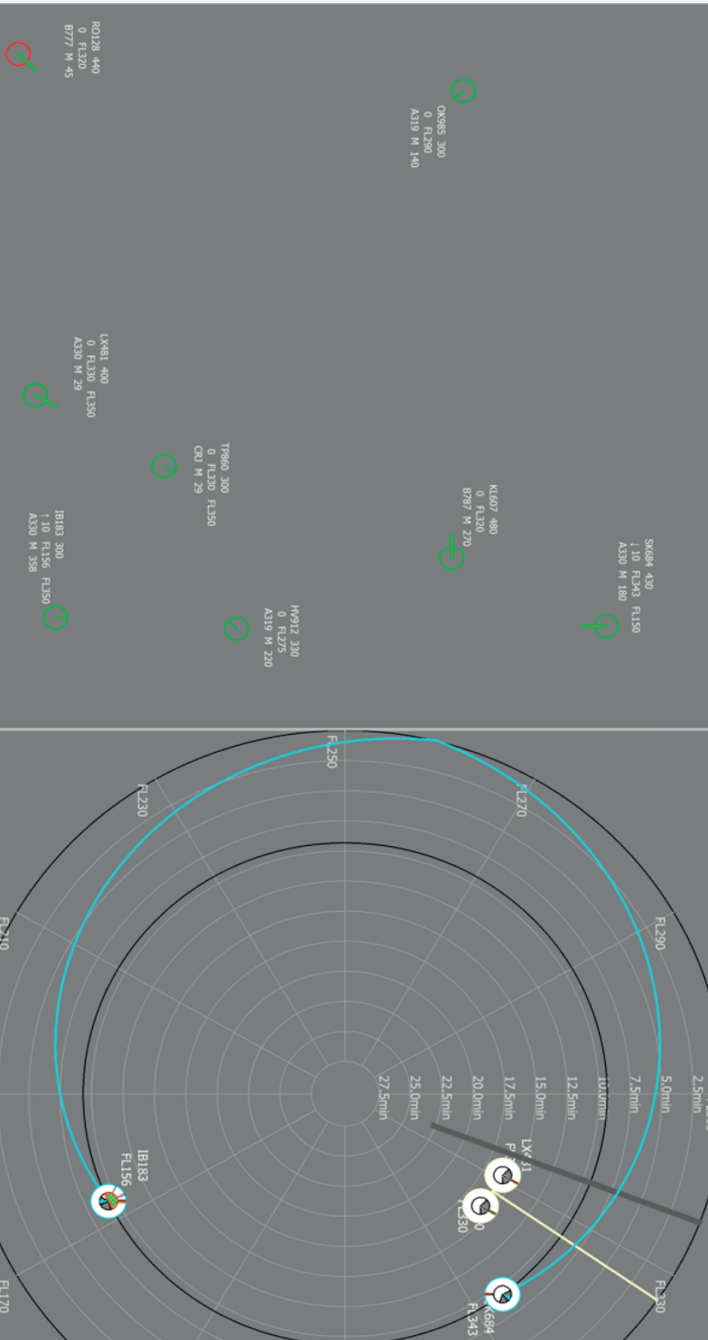 RO128 440
0 FL320
B777 M 45
OK985 300
0 FL290
A319 M 140
LX481 400
0 FL330 FL350
A330 M 29
TP860 300
0 FL330 FL350
CRJ M 29
KL607 480
0 FL320
B787 M 270
SK684 430
↓ 10 FL343 FL150
A330 M 180
IB183 300
↑ 10 FL156 FL350
A330 M 358
HV912 330
0 FL275
A319 M 220
FL250
FL230
FL270
FL210
FL290
27.5min
25.0min
22.5min
20.0min
17.5min
15.0min
12.5min
10.0min
7.5min
5.0min
2.5min
IB183
FL156
FL330
FL330
FL343
FL170